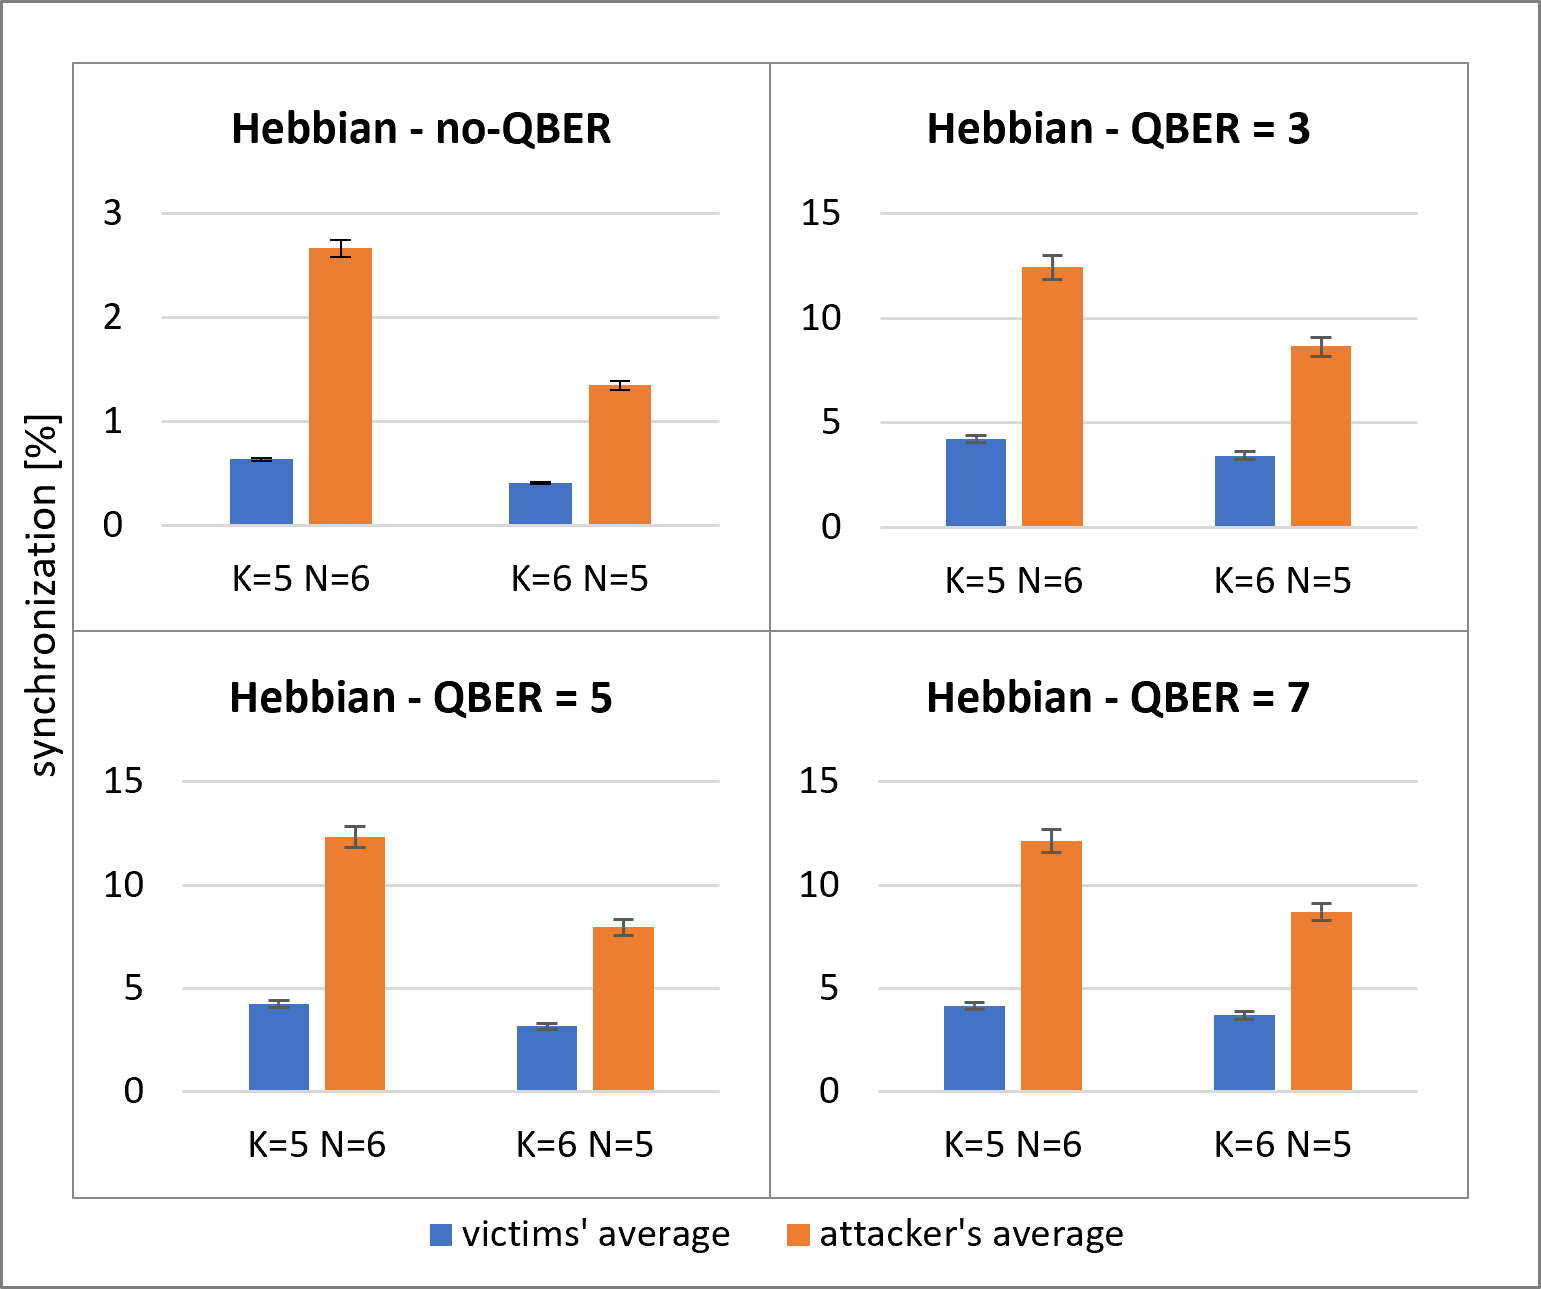 synchronization [%]
Hebbian - no-QBER
3
2
1
0
K=5 N=6
K=6 N=5
Hebbian - QBER = 3
15
10
5
0
K=5 N=6
K=6 N=5
Hebbian - QBER = 5
15
10
5
0
K=5 N=6
K=6 N=5
Hebbian - QBER = 7
15
10
5
0
K=5 N=6
K=6 N=5
victims' average
attacker's average